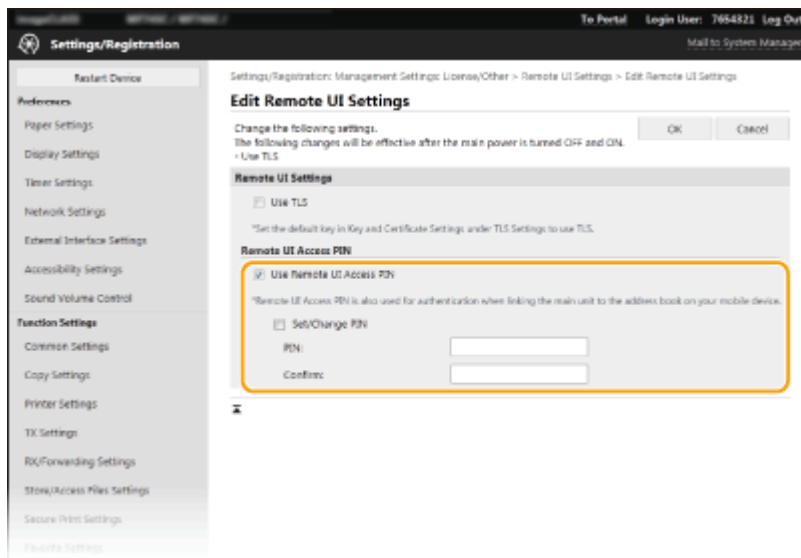 To Portal Login User: 7654321 Log Out
Settings/Registration
Mail to System Manager
Restart Device
Preferences
Paper Settings
Display Settings
Timer Settings
Network Settings
External Interface Settings
Accessibility Settings
Sound Volume Control
Function Settings
Common Settings
Copy Settings
Printer Settings
TX Settings
RX/Forwarding Settings
Store/Access Files Settings
Secure Print Settings
Favorite Settings
Settings/Registration: Management Settings: License/Other > Remote UI Settings > Edit Remote UI Settings
Edit Remote UI Settings
Change the following settings.
The following changes will be effective after the main power is turned OFF and ON.
- Use TLS
OK
Cancel
Remote UI Settings
Use TLS
*Set the default key in Key and Certificate Settings under TLS Settings to use TLS.
Remote UI Access PIN
Use Remote UI Access PIN
*Remote UI Access PIN is also used for authentication when linking the main unit to the address book on your mobile device.
Set/Change PIN
PIN:
Confirm: